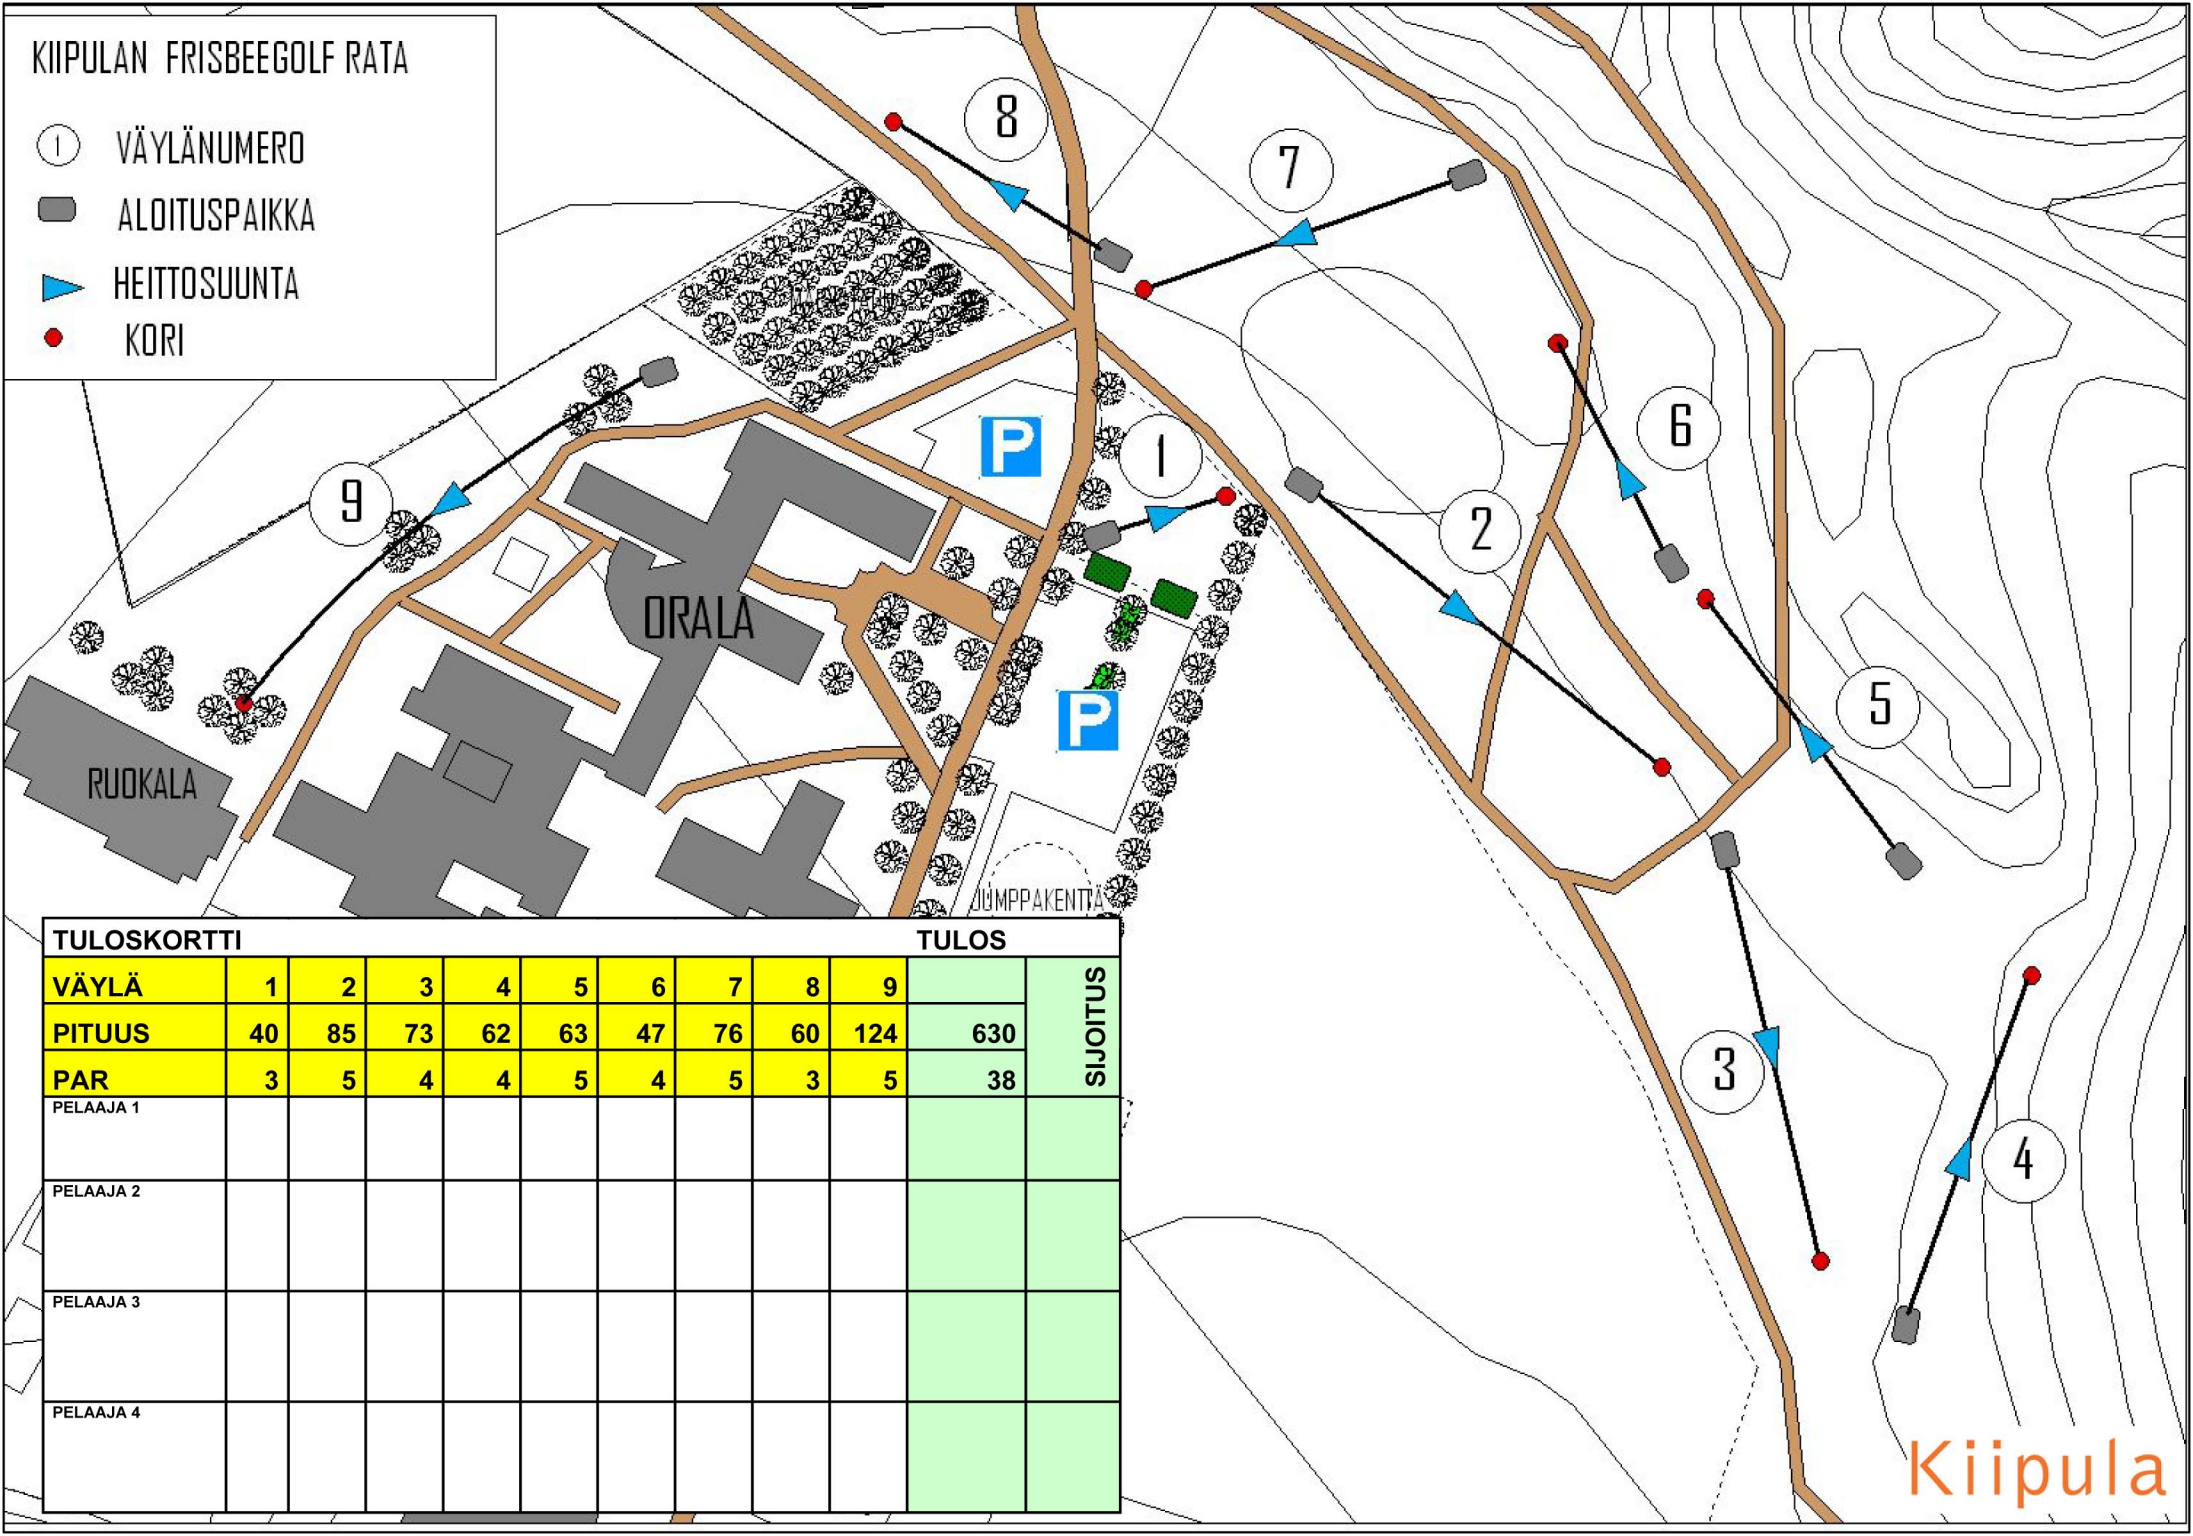 KIIPULAN FRISBEEGOLF RATA
1 VÄYLÄNUMERO
ALOITUSPAIKKA
HEITTOSUUNTA
KORI
8
7
6
9
1
2
P
ORALA
5
P
RUOKALA
JUMPPAKENTTÄ
3
4
TULOSKORTTI TULOS
VÄYLÄ 1 2 3 4 5 6 7 8 9
SIJOITUS
PITUUS 40 85 73 62 63 47 76 60 124 630
PAR 3 5 4 4 5 4 5 3 5 38
PELAAJA 1
PELAAJA 2
PELAAJA 3
PELAAJA 4
Kiipula